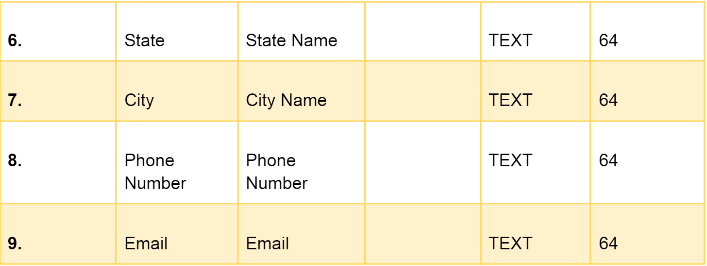 6. State State Name TEXT 64
7. City City Name TEXT 64
8. Phone Number Phone Number TEXT 64
9. Email Email TEXT 64